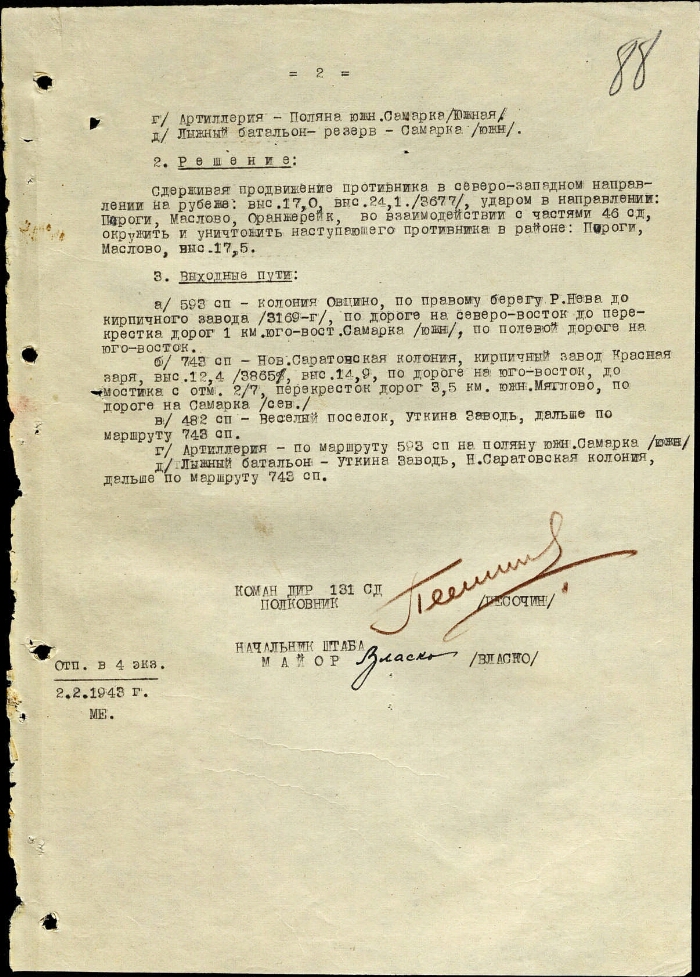 88
= 2 =
г/ Артиллерия - Поляна южн.Самарка/Южная/
д/ Лыжный батальон- резерв - Самарка /южн/.
2. Решение:
Сдерживая продвижение противника в северо-западном направ-
лении на рубеже: выс.17,0, выс.24,1./3677/, ударом в направлении:
Пороги, Маслово, Оранжерейк, во взаимодействии с частями 46 сд,
окружить и уничтожить наступающего противника в районе: Пороги,
Маслово, выс.17,5.
3. Выходные пути:
а/ 593 сп - колония Овцино, по правому берегу Р.Нева до
кирпичного завода /3169-г/, по дороге на северо-восток до пере-
крестка дорог 1 км.юго-вост.Самарка /южн/, по полевой дороге на
юго-восток.
б/ 743 сп - Нов.Саратовская колония, кирпичный завод Красная
заря, выс.12,4 /3865/, выс.14,9, по дороге на юго-восток, до
мостика с отм. 2/7, перекресток дорог 3,5 км. южн.Мяглово, по
дороге на Самарка /сев./
в/ 482 сп - Веселый поселок, Уткина Заводь, дальше по
маршруту 743 сп.
г/ Артиллерия - по маршруту 593 сп на поляну южн.Самарка /южн/
д/ Лыжный батальон - Уткина Заводь, Н.Саратовская колония,
дальше по маршруту 743 сп.
КОМАН ДИР 131 СД
ПОЛКОВНИК /ПЕСОЧИН/
НАЧАЛЬНИК ШТАБА
МАЙОР Власко /ВЛАСКО/
Отп. в 4 экз.
2.2.1943 г.
МЕ.